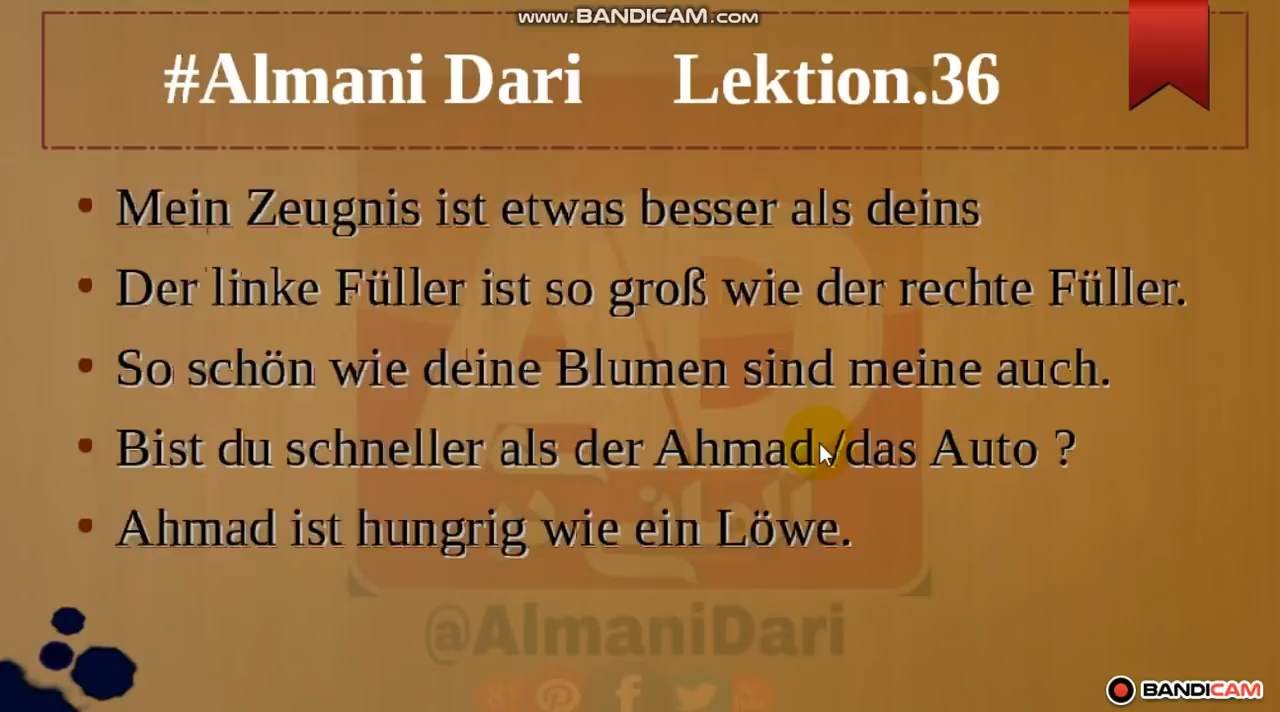 www.BANDICAM.com
#Almani Dari Lektion.36
• Mein Zeugnis ist etwas besser als deins
• Der linke Füller ist so groß wie der rechte Füller.
• So schön wie deine Blumen sind meine auch.
• Bist du schneller als der Ahmad /das Auto ?
• Ahmad ist hungrig wie ein Löwe.
@AlmaniDari
BANDICAM